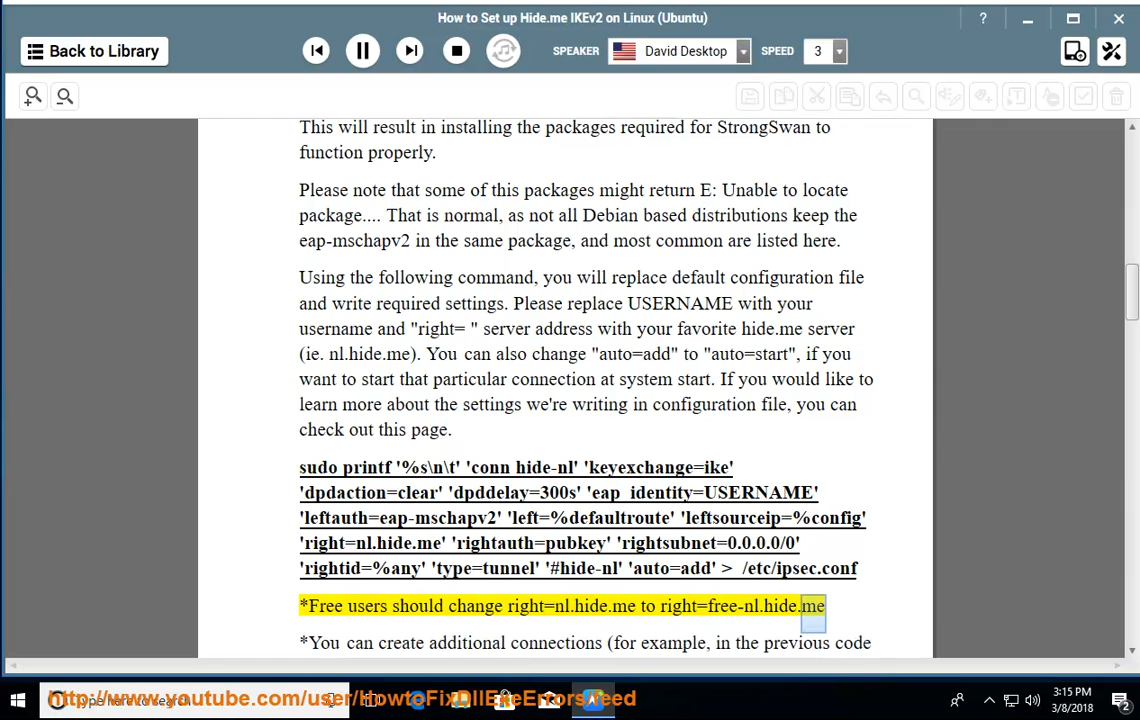 How to Set up Hide.me IKEv2 on Linux (Ubuntu)
Back to Library
SPEAKER David Desktop SPEED 3
This will result in installing the packages required for StrongSwan to
function properly.
Please note that some of this packages might return E: Unable to locate
package.... That is normal, as not all Debian based distributions keep the
eap-mschapv2 in the same package, and most common are listed here.
Using the following command, you will replace default configuration file
and write required settings. Please replace USERNAME with your
username and "right= " server address with your favorite hide.me server
(ie. nl.hide.me). You can also change "auto=add" to "auto=start", if you
want to start that particular connection at system start. If you would like to
learn more about the settings we're writing in configuration file, you can
check out this page.
sudo printf '%s\n\t' 'conn hide-nl' 'keyexchange=ike'
'dpdaction=clear' 'dpddelay=300s' 'eap_identity=USERNAME'
'leftauth=eap-mschapv2' 'left=%defaultroute' 'leftsourceip=%config'
'right=nl.hide.me' 'rightauth=pubkey' 'rightsubnet=0.0.0.0/0'
'rightid=%any' 'type=tunnel' '#hide-nl' 'auto=add' > /etc/ipsec.conf
*Free users should change right=nl.hide.me to right=free-nl.hide.me
*You can create additional connections (for example, in the previous code
Type here to search
3:15 PM
3/8/2018
2